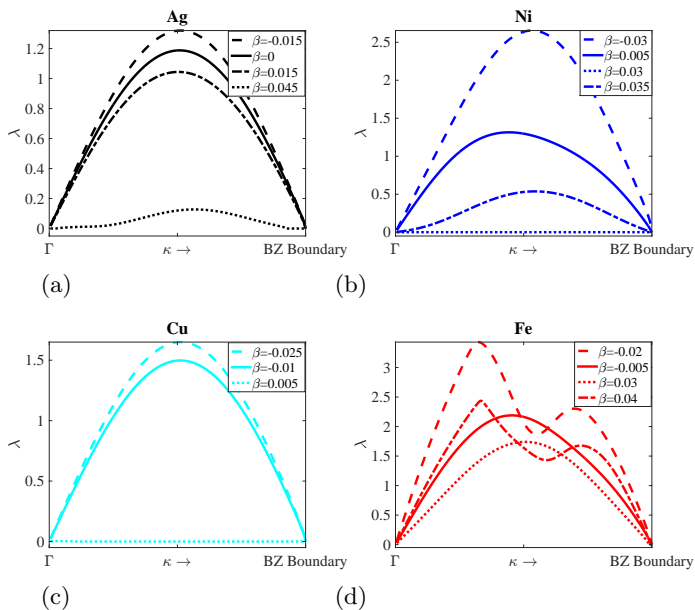 Ag
β=-0.015
β=0
β=0.015
β=0.045
1.2
1
0.8
0.6
0.4
0.2
0
λ
Γ κ → BZ Boundary
(a)
Ni
β=-0.03
β=0.005
β=0.03
β=0.035
2.5
2
1.5
1
0.5
0
λ
Γ κ → BZ Boundary
(b)
Cu
β=-0.025
β=-0.01
β=0.005
1.5
1
0.5
0
λ
Γ κ → BZ Boundary
(c)
Fe
β=-0.02
β=-0.005
β=0.03
β=0.04
3
2.5
2
1.5
1
0.5
0
λ
Γ κ → BZ Boundary
(d)